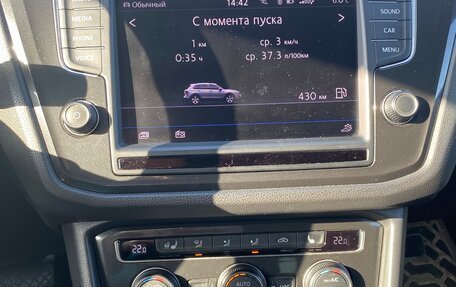 Обычный 14:42
MEDIA
PHONE
VOICE
SOUND
CAR
MENU
< С момента пуска >
1 км ср. 3 км/ч
0:35 ч ср. 37.3 л/100км
430 км
22.0 22.0
AUTO